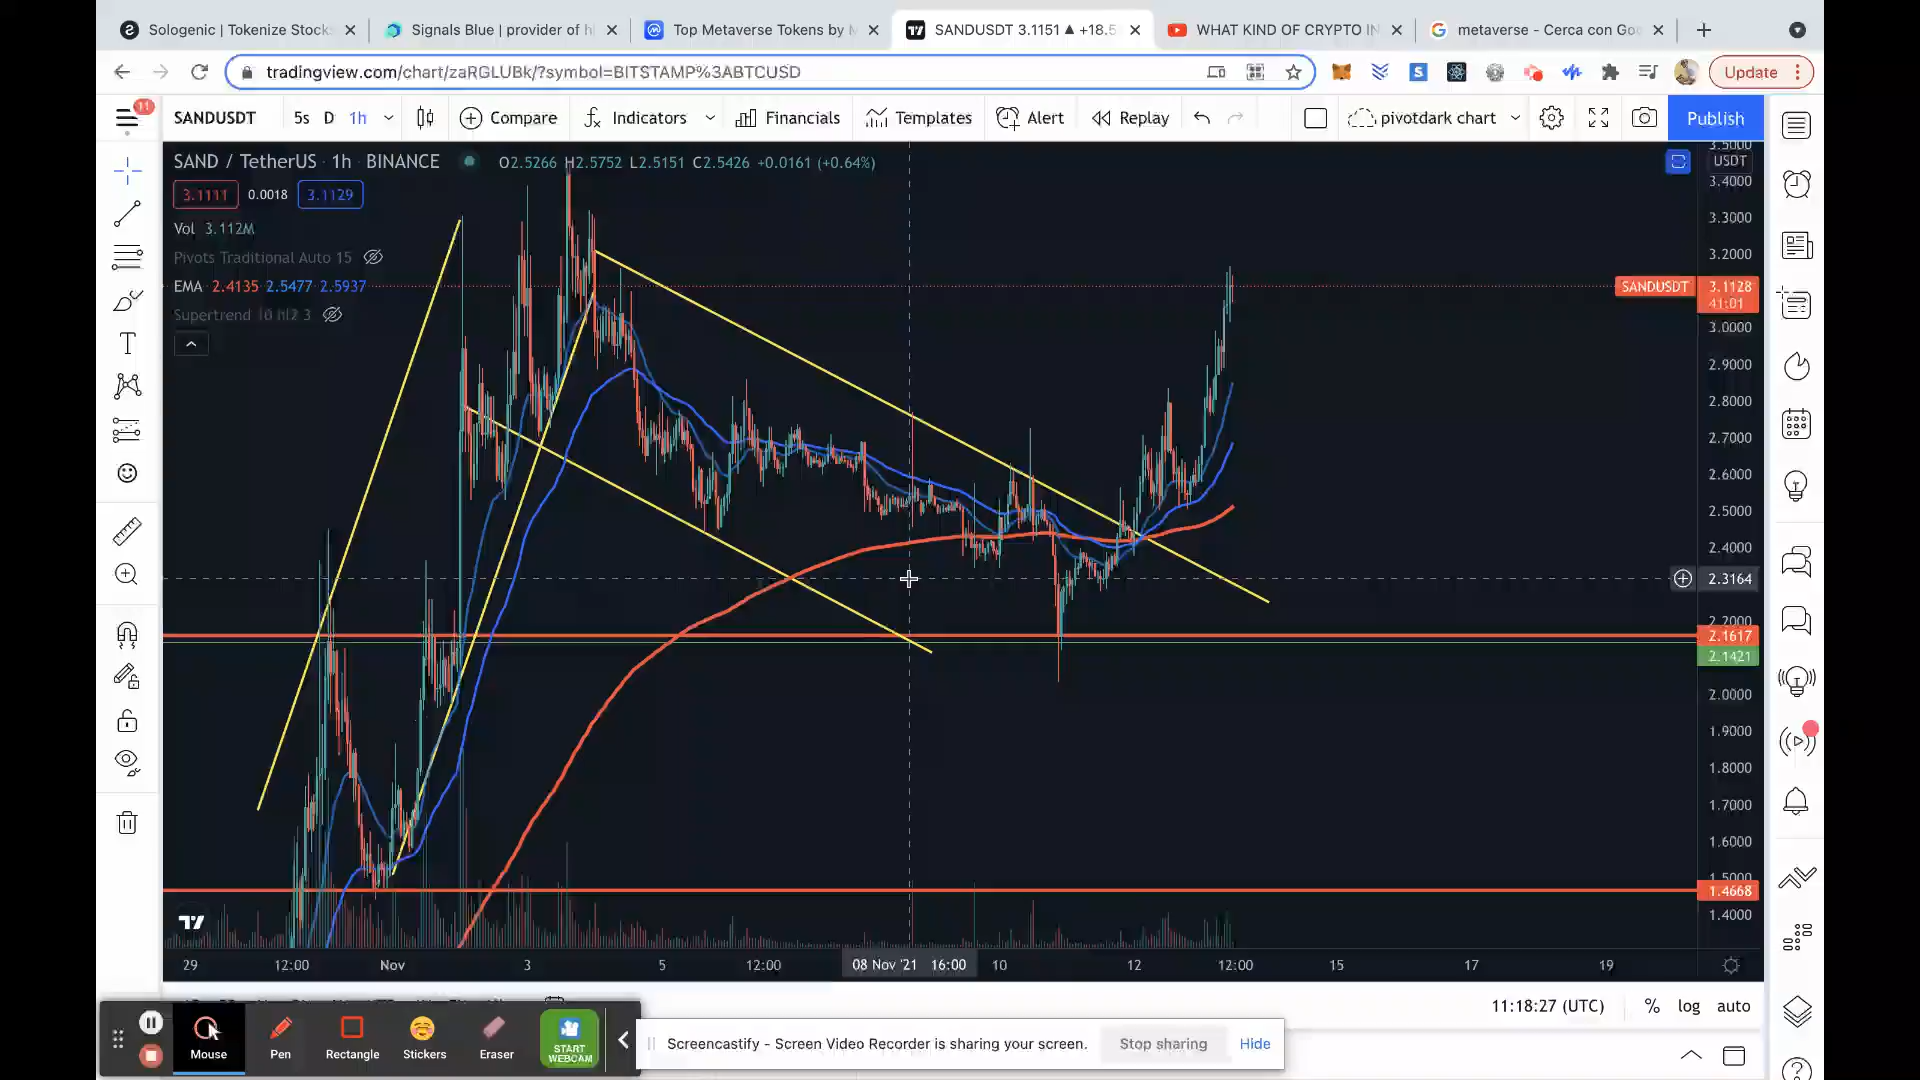 Sologenic | Tokenize Stock
Signals Blue | provider of hi
Top Metaverse Tokens by M
SANDUSDT 3.1151 ▲ +18.5
WHAT KIND OF CRYPTO IN
metaverse - Cerca con Goo
tradingview.com/chart/zaRGLUBk/?symbol=BITSTAMP%3ABTCUSD
Update
11
SANDUSDT
5s D 1h
Compare
Indicators
Financials
Templates
Alert
Replay
pivotdark chart
Publish
SAND / TetherUS · 1h · BINANCE
O2.5266 H2.5752 L2.5151 C2.5426 +0.0161 (+0.64%)
3.1111 0.0018 3.1129
Vol 3.112M
Pivots Traditional Auto 15
EMA 2.4135 2.5477 2.5937
Supertrend 10 hl2 3
3.5000
USDT
3.4000
3.3000
3.2000
SANDUSDT 3.1128
41:01
3.0000
2.9000
2.8000
2.7000
2.6000
2.5000
2.4000
2.3164
2.2000
2.1617
2.1421
2.0000
1.9000
1.8000
1.7000
1.6000
1.5000
1.4668
1.4000
29 12:00 Nov 3 5 12:00 08 Nov '21 16:00 10 12 12:00 15 17 19
11:18:27 (UTC) % log auto
Mouse
Pen
Rectangle
Stickers
Eraser
START
WEBCAM
Screencastify - Screen Video Recorder is sharing your screen.
Stop sharing
Hide